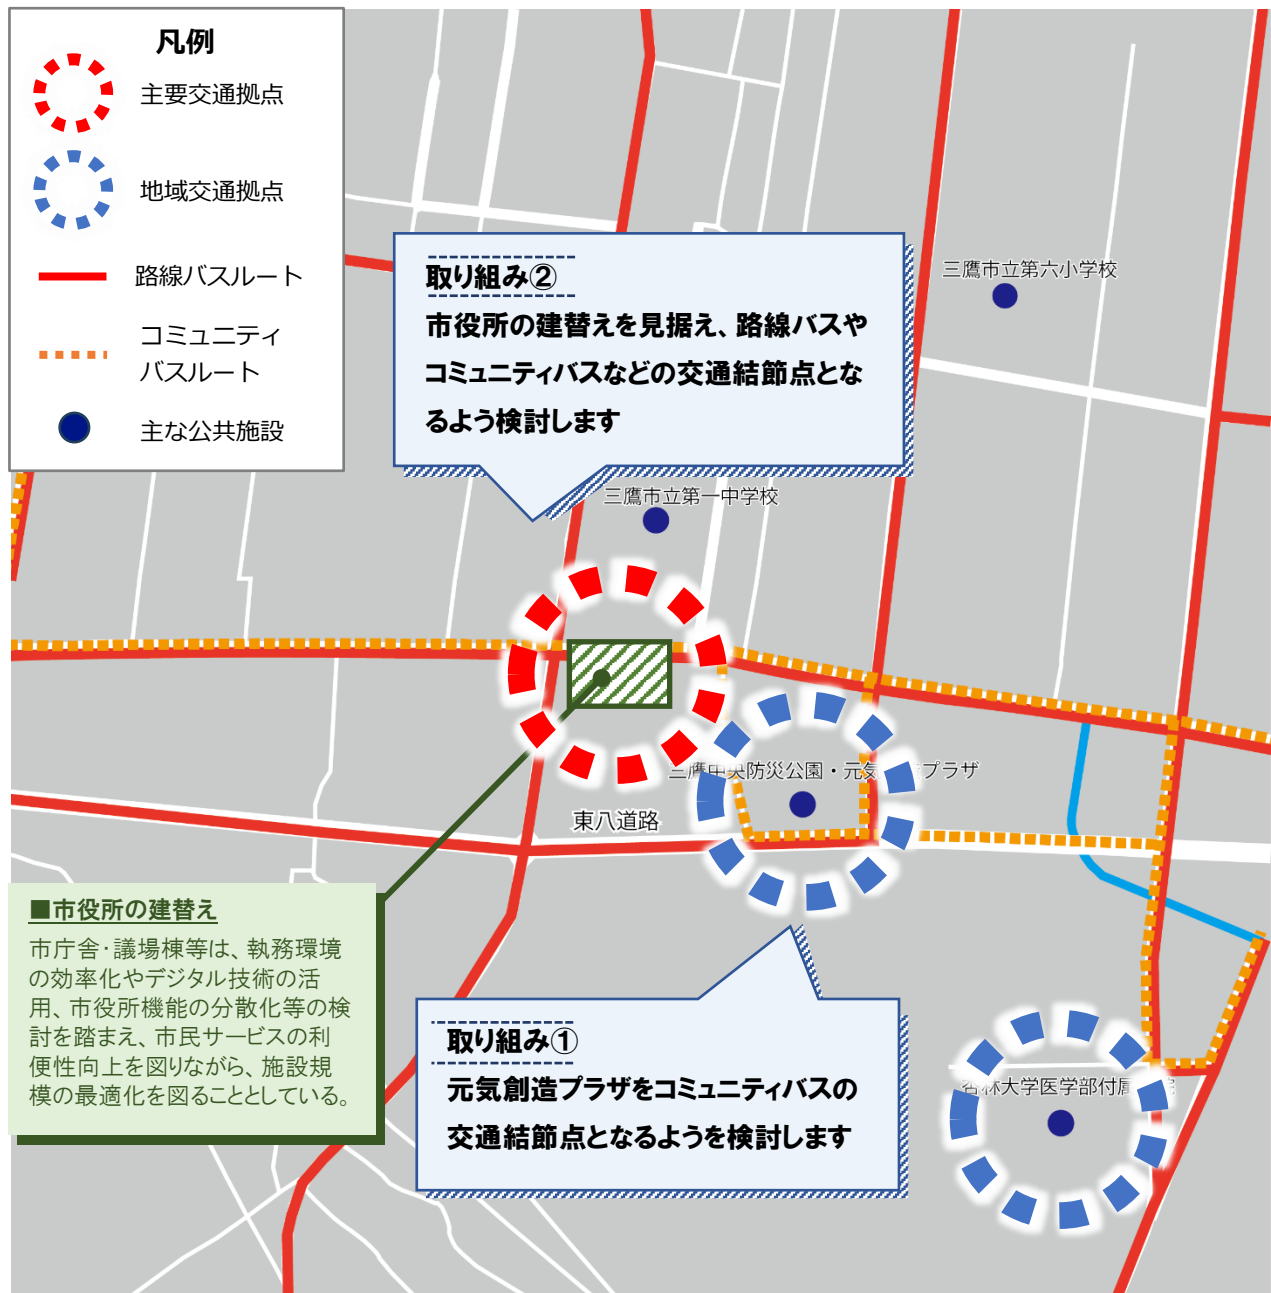 凡例
主要交通拠点
地域交通拠点
路線バスルート
コミュニティ
バスルート
主な公共施設
三鷹市立第六小学校
取り組み②
市役所の建替えを見据え、路線バスや
コミュニティバスなどの交通結節点とな
るよう検討します
三鷹市立第一中学校
三鷹中央防災公園・元気プラザ
東八道路
■市役所の建替え
市庁舎・議場棟等は、執務環境
の効率化やデジタル技術の活
用、市役所機能の分散化等の検
討を踏まえ、市民サービスの利
便性向上を図りながら、施設規
模の最適化を図ることとしている。
取り組み①
元気創造プラザをコミュニティバスの
交通結節点となるようを検討します
杏林大学医学部付属